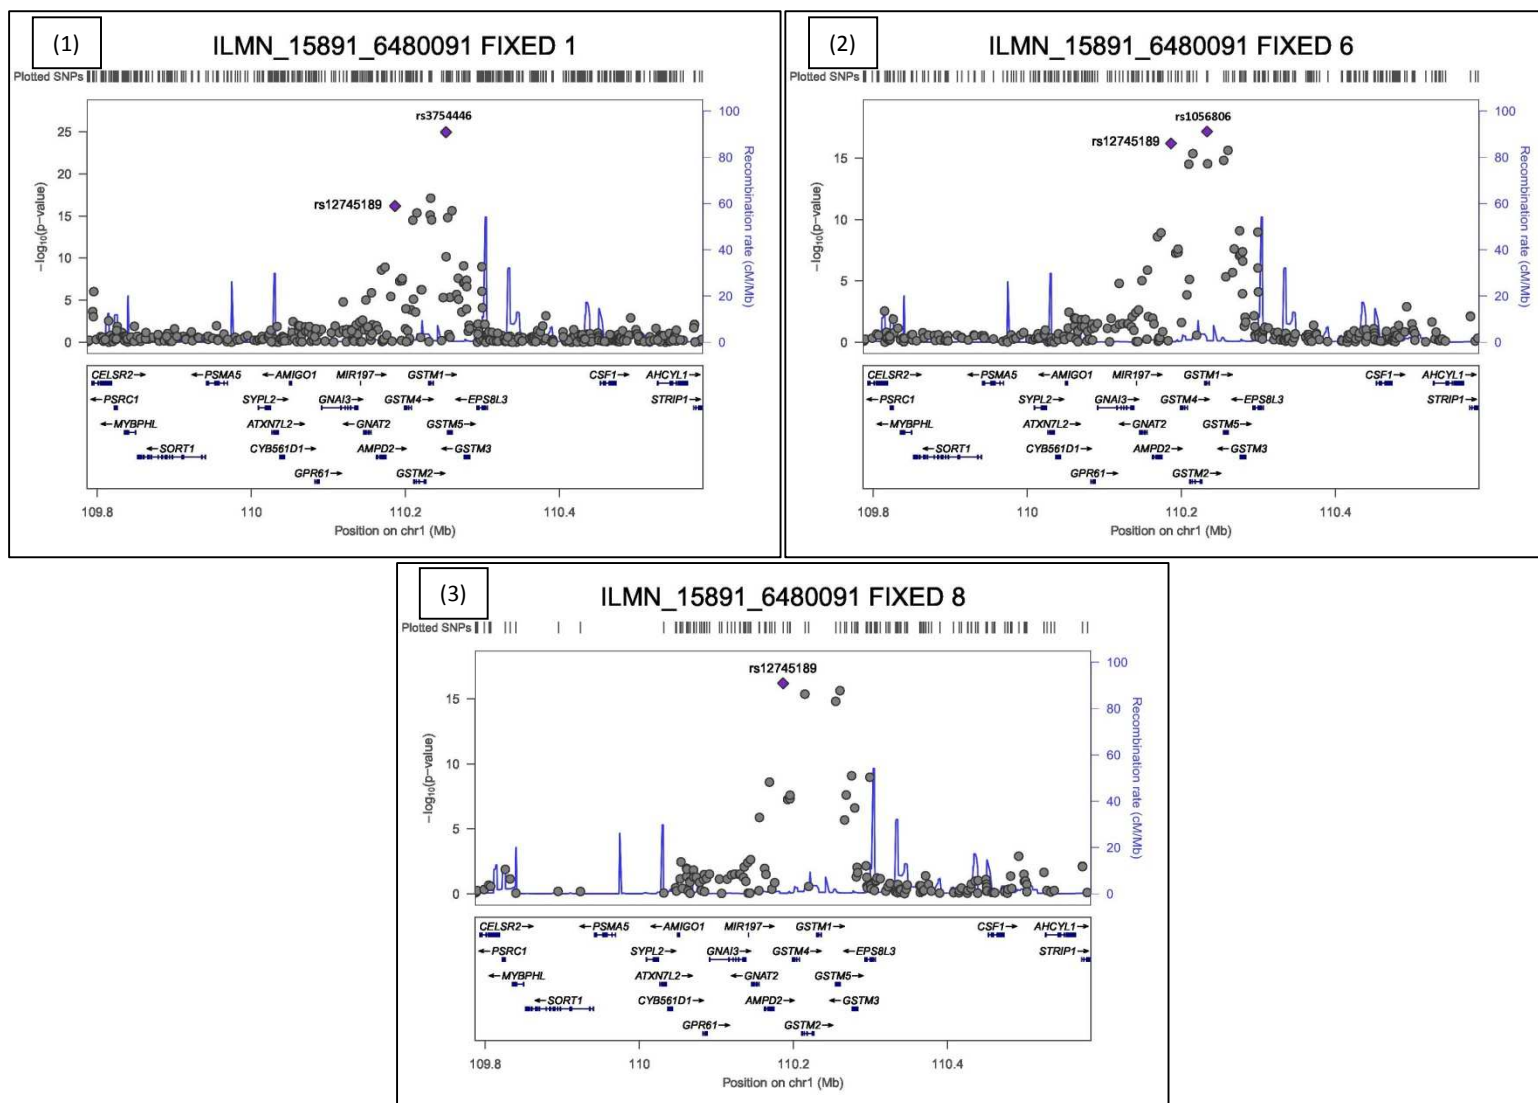 (1)
ILMN_15891_6480091 FIXED 1
Plotted SNPs
rs3754446
rs12745189
25
20
15
10
5
0
−log10(p−value)
100
80
60
40
20
0
Recombination rate (cM/Mb)
CELSR2→ ←PSMA5 ←AMIGO1 MIR197→ GSTM1→ CSF1→ AHCYL1→
←PSRC1 SYPL2→ GNAI3→ GSTM4→ ←EPS8L3 STRIP1→
←MYBPHL ATXN7L2→ ←GNAT2 GSTM5→
←SORT1 CYB561D1→ AMPD2→ ←GSTM3
GPR61→ GSTM2→
109.8 110 110.2 110.4
Position on chr1 (Mb)
(2)
ILMN_15891_6480091 FIXED 6
Plotted SNPs
rs1056806
rs12745189
15
10
5
0
−log10(p−value)
100
80
60
40
20
0
Recombination rate (cM/Mb)
CELSR2→ ←PSMA5 ←AMIGO1 MIR197→ GSTM1→ CSF1→ AHCYL1→
←PSRC1 SYPL2→ GNAI3→ GSTM4→ ←EPS8L3 STRIP1→
←MYBPHL ATXN7L2→ ←GNAT2 GSTM5→
←SORT1 CYB561D1→ AMPD2→ ←GSTM3
GPR61→ GSTM2→
109.8 110 110.2 110.4
Position on chr1 (Mb)
(3)
ILMN_15891_6480091 FIXED 8
Plotted SNPs
rs12745189
15
10
5
0
−log10(p−value)
100
80
60
40
20
0
Recombination rate (cM/Mb)
CELSR2→ ←PSMA5 ←AMIGO1 MIR197→ GSTM1→ CSF1→ AHCYL1→
←PSRC1 SYPL2→ GNAI3→ GSTM4→ ←EPS8L3 STRIP1→
←MYBPHL ATXN7L2→ ←GNAT2 GSTM5→
←SORT1 CYB561D1→ AMPD2→ ←GSTM3
GPR61→ GSTM2→
109.8 110 110.2 110.4
Position on chr1 (Mb)